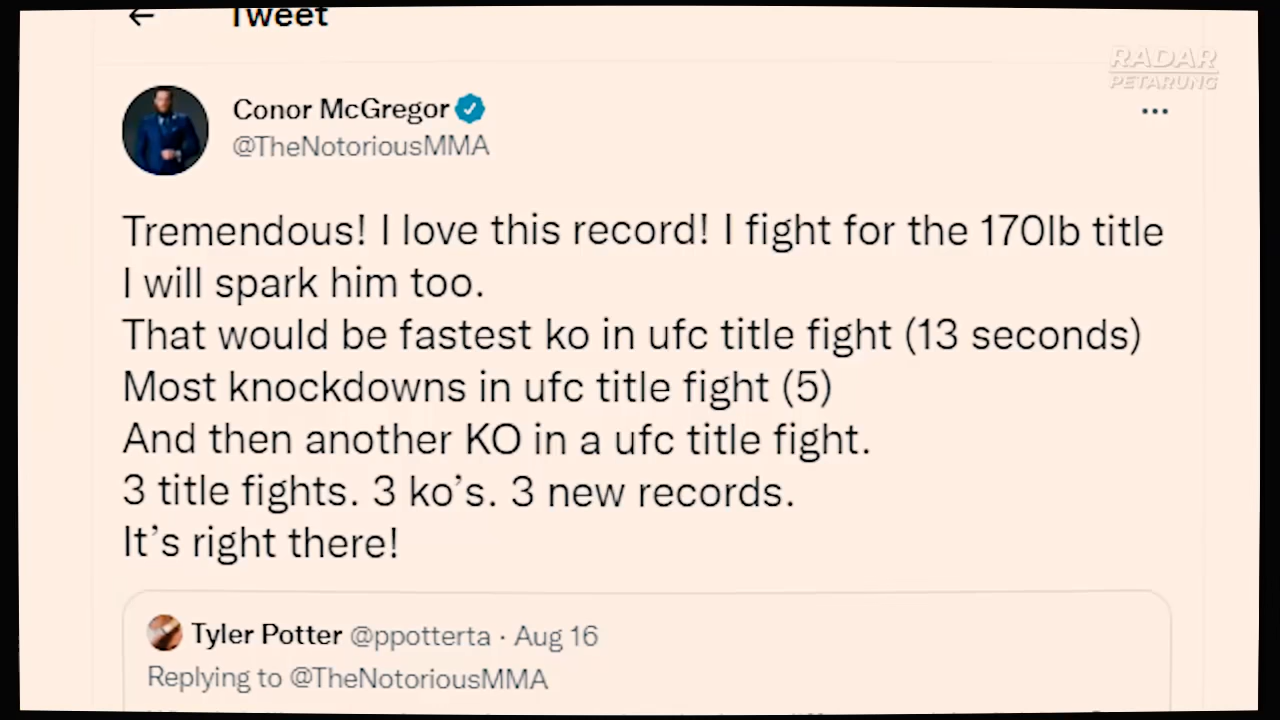 Tweet
RADAR
PETARUNG
Conor McGregor
@TheNotoriousMMA
Tremendous! I love this record! I fight for the 170lb title
I will spark him too.
That would be fastest ko in ufc title fight (13 seconds)
Most knockdowns in ufc title fight (5)
And then another KO in a ufc title fight.
3 title fights. 3 ko’s. 3 new records.
It’s right there!
Tyler Potter @ppotterta · Aug 16
Replying to @TheNotoriousMMA